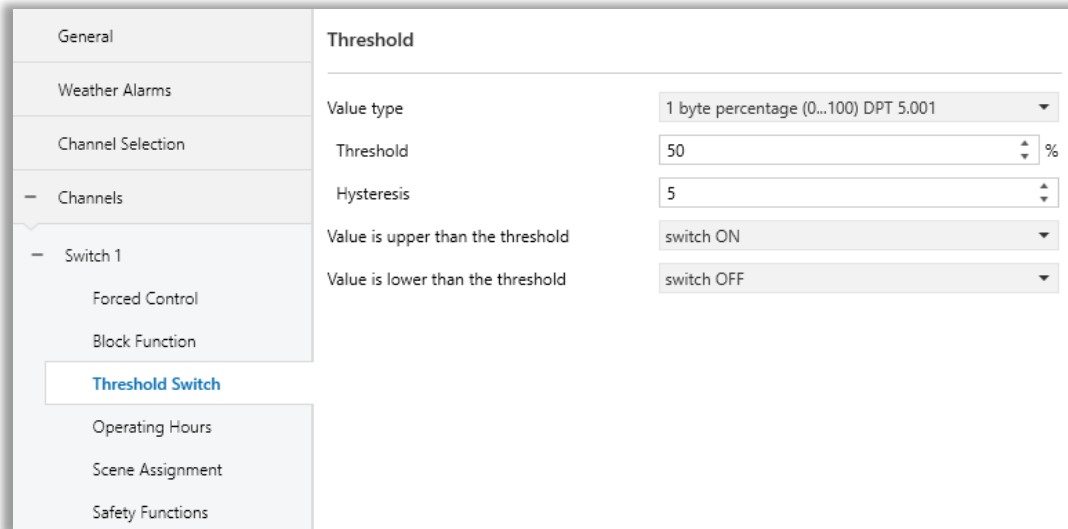 General
Weather Alarms
Channel Selection
Channels
Switch 1
Forced Control
Block Function
Threshold Switch
Operating Hours
Scene Assignment
Safety Functions
Threshold
Value type 1 byte percentage (0...100) DPT 5.001
Threshold 50 %
Hysteresis 5
Value is upper than the threshold switch ON
Value is lower than the threshold switch OFF